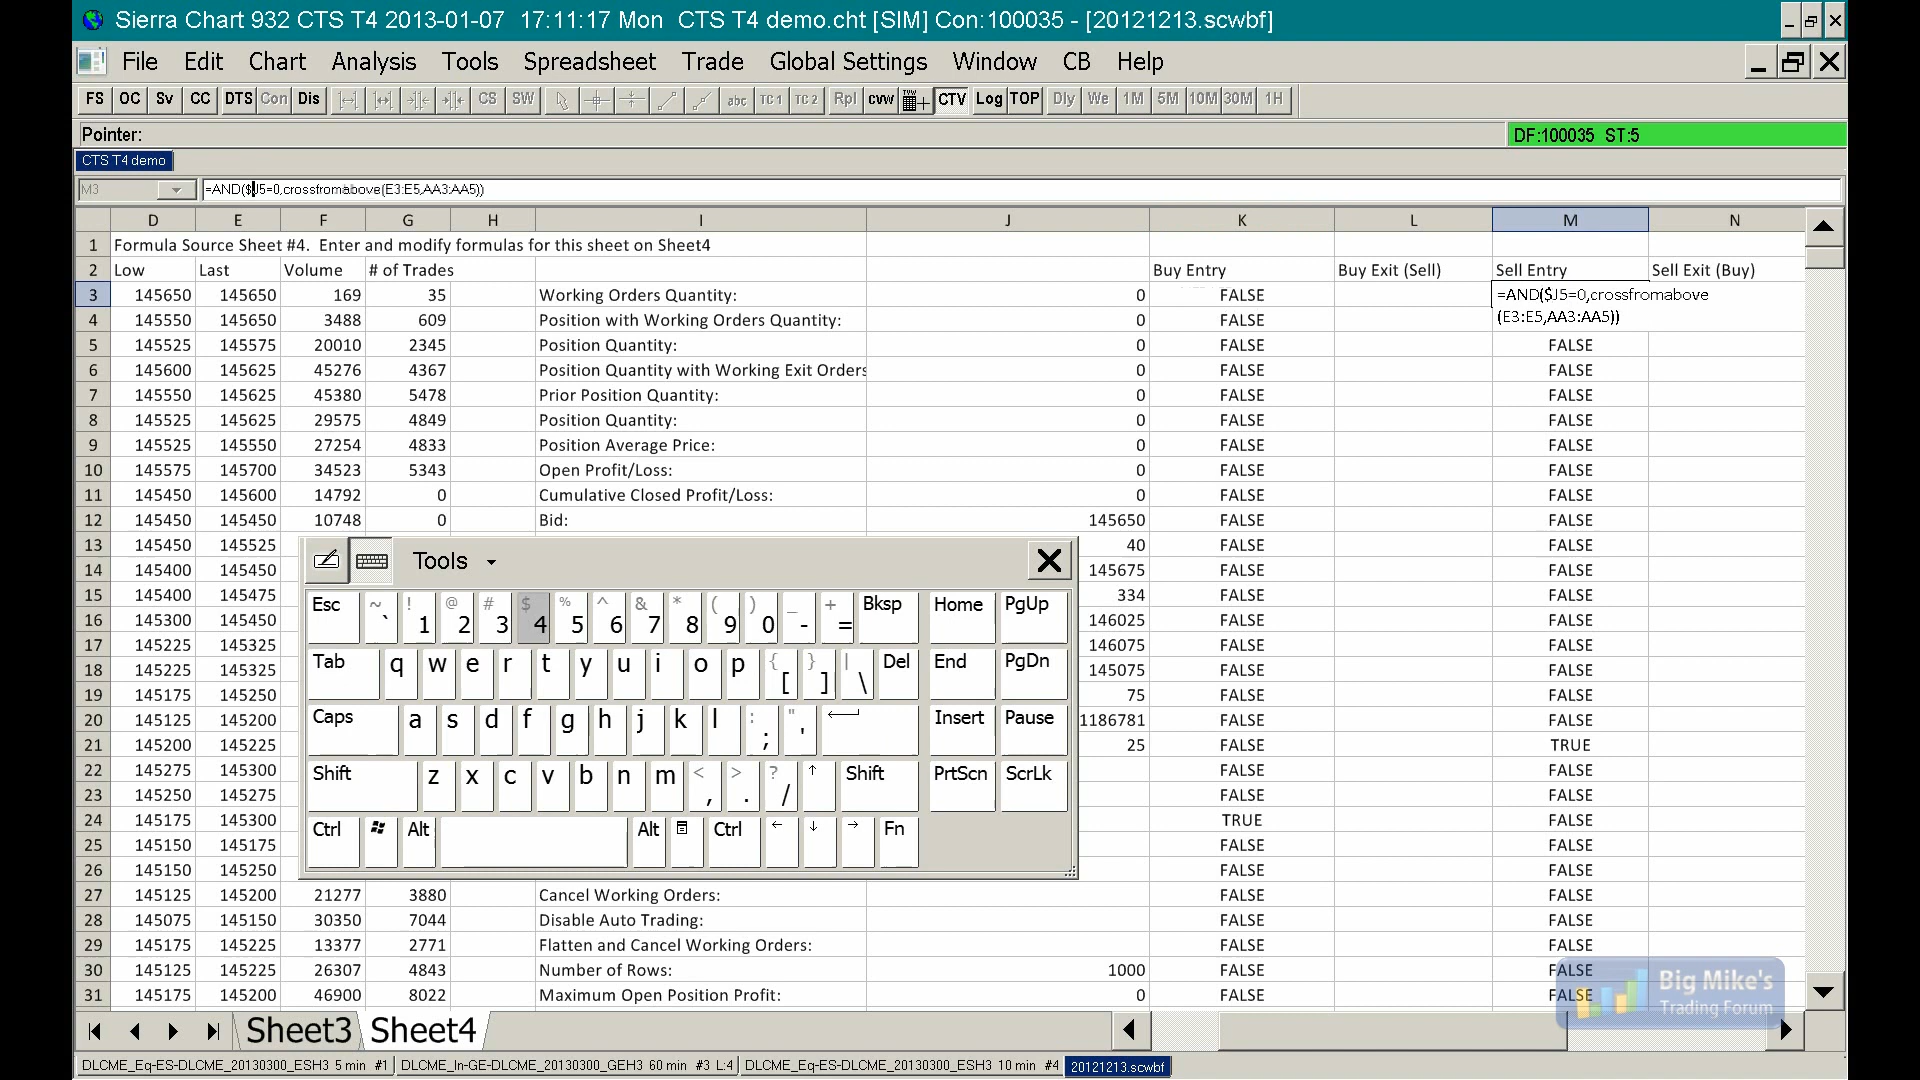 Sierra Chart 932 CTS T4 2013-01-07 17:11:17 Mon CTS T4 demo.cht [SIM] Con:100035 - [20121213.scwbf]
File Edit Chart Analysis Tools Spreadsheet Trade Global Settings Window CB Help
FS OC Sv CC DTS Con Dis CS SW abc TC1 TC2 Rpl CVW TVW CTV Log TOP Dly We 1M 5M 10M 30M 1H
Pointer: DF:100035 ST:5
CTS T4 demo
M3 =AND($J5=0,crossfromabove(E3:E5,AA3:AA5))
D E F G H I J K L M N
1 Formula Source Sheet #4. Enter and modify formulas for this sheet on Sheet4
2 Low Last Volume # of Trades Buy Entry Buy Exit (Sell) Sell Entry Sell Exit (Buy)
3 145650 145650 169 35 Working Orders Quantity: 0 FALSE =AND($J5=0,crossfromabove
4 145550 145650 3488 609 Position with Working Orders Quantity: 0 FALSE (E3:E5,AA3:AA5))
5 145525 145575 20010 2345 Position Quantity: 0 FALSE FALSE
6 145600 145625 45276 4367 Position Quantity with Working Exit Orders 0 FALSE FALSE
7 145550 145625 45380 5478 Prior Position Quantity: 0 FALSE FALSE
8 145525 145625 29575 4849 Position Quantity: 0 FALSE FALSE
9 145525 145550 27254 4833 Position Average Price: 0 FALSE FALSE
10 145575 145700 34523 5343 Open Profit/Loss: 0 FALSE FALSE
11 145450 145600 14792 0 Cumulative Closed Profit/Loss: 0 FALSE FALSE
12 145450 145450 10748 0 Bid: 145650 FALSE FALSE
13 145450 145525 40 FALSE FALSE
14 145400 145450 145675 FALSE FALSE
15 145400 145475 334 FALSE FALSE
16 145300 145450 146025 FALSE FALSE
17 145225 145325 146075 FALSE FALSE
18 145225 145325 145075 FALSE FALSE
19 145175 145250 75 FALSE FALSE
20 145125 145200 1186781 FALSE FALSE
21 145200 145225 25 FALSE TRUE
22 145275 145300 FALSE FALSE
23 145250 145275 FALSE FALSE
24 145175 145300 TRUE FALSE
25 145150 145175 FALSE FALSE
26 145150 145250 FALSE FALSE
27 145125 145200 21277 3880 Cancel Working Orders: FALSE FALSE
28 145075 145150 30350 7044 Disable Auto Trading: FALSE FALSE
29 145175 145225 13377 2771 Flatten and Cancel Working Orders: FALSE FALSE
30 145125 145225 26307 4843 Number of Rows: 1000 FALSE FALSE
31 145175 145200 46900 8022 Maximum Open Position Profit: 0 FALSE FALSE
Tools
Esc ~ ` ! 1 @ 2 # 3 $ 4 % 5 ^ 6 & 7 * 8 ( 9 ) 0 _ - + = Bksp Home PgUp
Tab q w e r t y u i o p { [ } ] | \ Del End PgDn
Caps a s d f g h j k l : ; " ' Insert Pause
Shift z x c v b n m < , > . ? / ↑ Shift PrtScn ScrLk
Ctrl Alt Alt Ctrl ← ↓ → Fn
Big Mike's
Trading Forum
Sheet3 Sheet4
DLCME_Eq-ES-DLCME_20130300_ESH3 5 min #1 DLCME_In-GE-DLCME_20130300_GEH3 60 min #3 L:4 DLCME_Eq-ES-DLCME_20130300_ESH3 10 min #4 20121213.scwbf